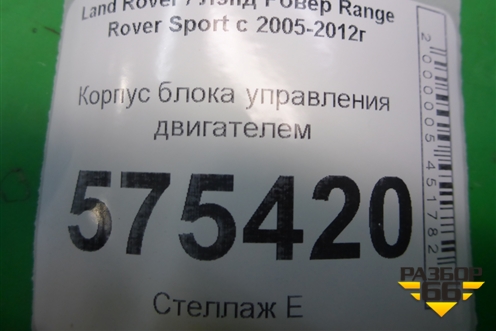 Land Rover / Лэнд Ровер Range
Rover Sport с 2005-2012г
Корпус блока управления
двигателем
575420
Стеллаж Е
2000005451782
РАЗБОР
66